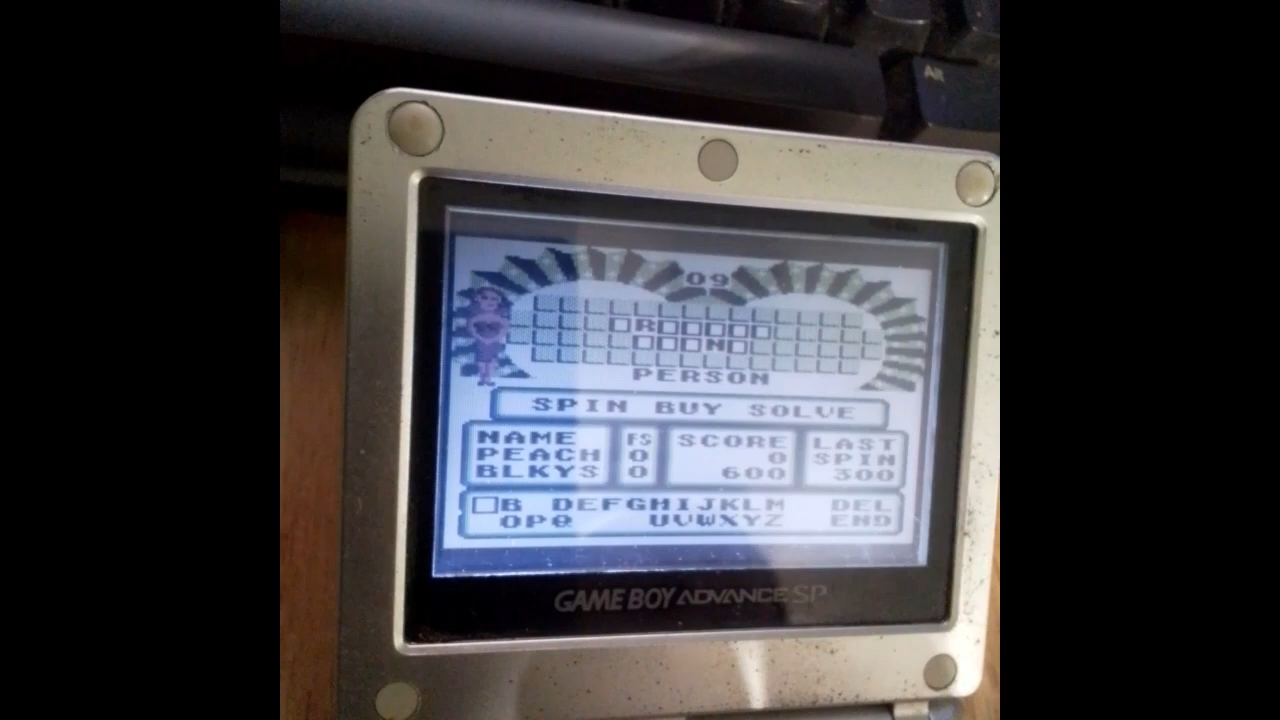 Alt
09
R
N
PERSON
SPIN BUY SOLVE
NAME FS SCORE LAST
PEACH 0 0 SPIN
BLKYS 0 600 300
B DEFGHIJKLM DEL
OPQ UVWXYZ END
GAME BOY ADVANCE SP